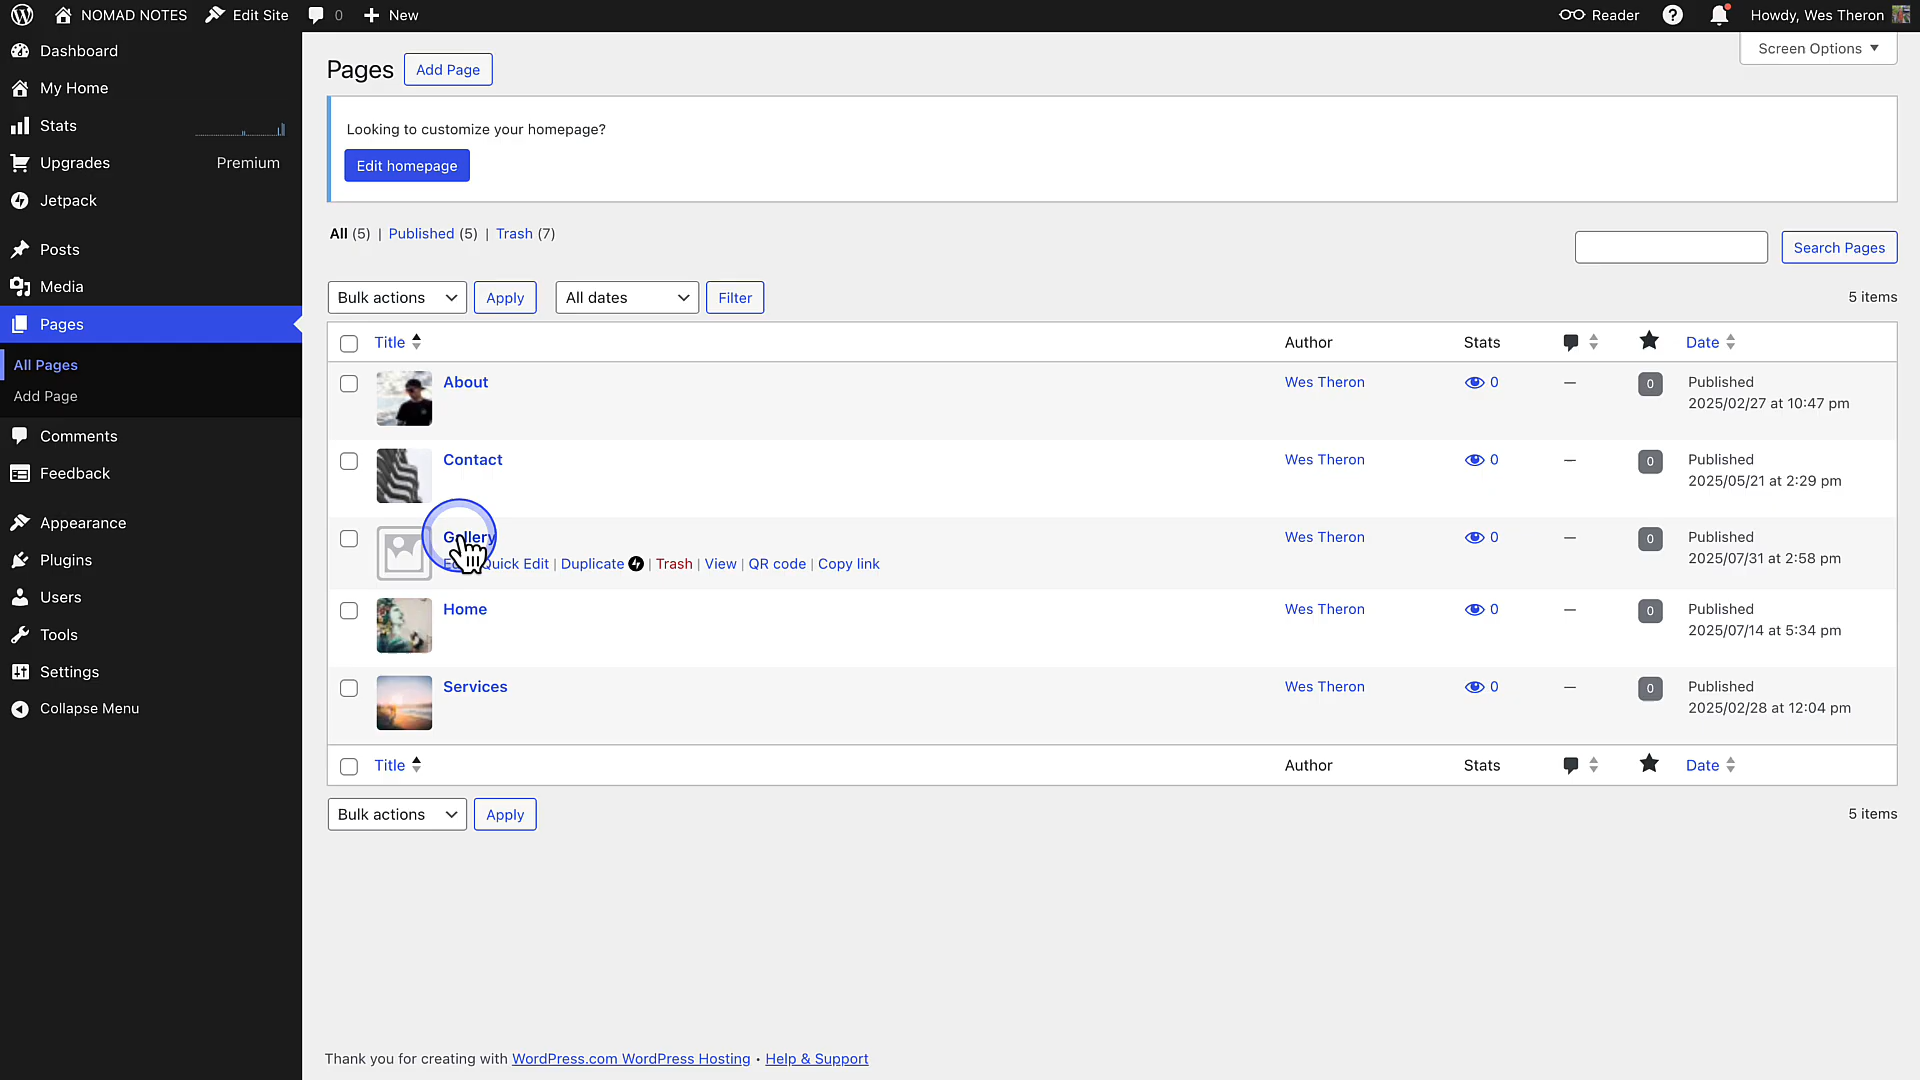 NOMAD NOTES Edit Site 0 New Reader Howdy, Wes Theron
Dashboard
My Home
Stats
Upgrades Premium
Jetpack
Posts
Media
Pages
All Pages
Add Page
Comments
Feedback
Appearance
Plugins
Users
Tools
Settings
Collapse Menu
Screen Options
Pages Add Page
Looking to customize your homepage?
Edit homepage
All (5) | Published (5) | Trash (7)
Search Pages
Bulk actions Apply All dates Filter 5 items
Title Author Stats Date
About Wes Theron 0 — 0 Published
2025/02/27 at 10:47 pm
Contact Wes Theron 0 — 0 Published
2025/05/21 at 2:29 pm
Gallery Wes Theron 0 — 0 Published
Quick Edit | Duplicate | Trash | View | QR code | Copy link 2025/07/31 at 2:58 pm
Home Wes Theron 0 — 0 Published
2025/07/14 at 5:34 pm
Services Wes Theron 0 — 0 Published
2025/02/28 at 12:04 pm
Title Author Stats Date
Bulk actions Apply 5 items
Thank you for creating with WordPress.com WordPress Hosting • Help & Support